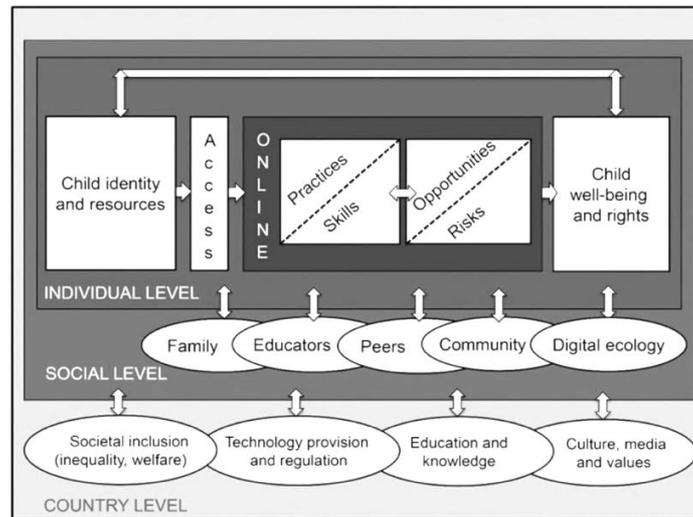 Child identity
and resources
Access
ONLINE
Practices
Skills
Opportunities
Risks
Child
well-being
and rights
INDIVIDUAL LEVEL
Family
Educators
Peers
Community
Digital ecology
SOCIAL LEVEL
Societal inclusion
(inequality, welfare)
Technology provision
and regulation
Education and
knowledge
Culture, media
and values
COUNTRY LEVEL